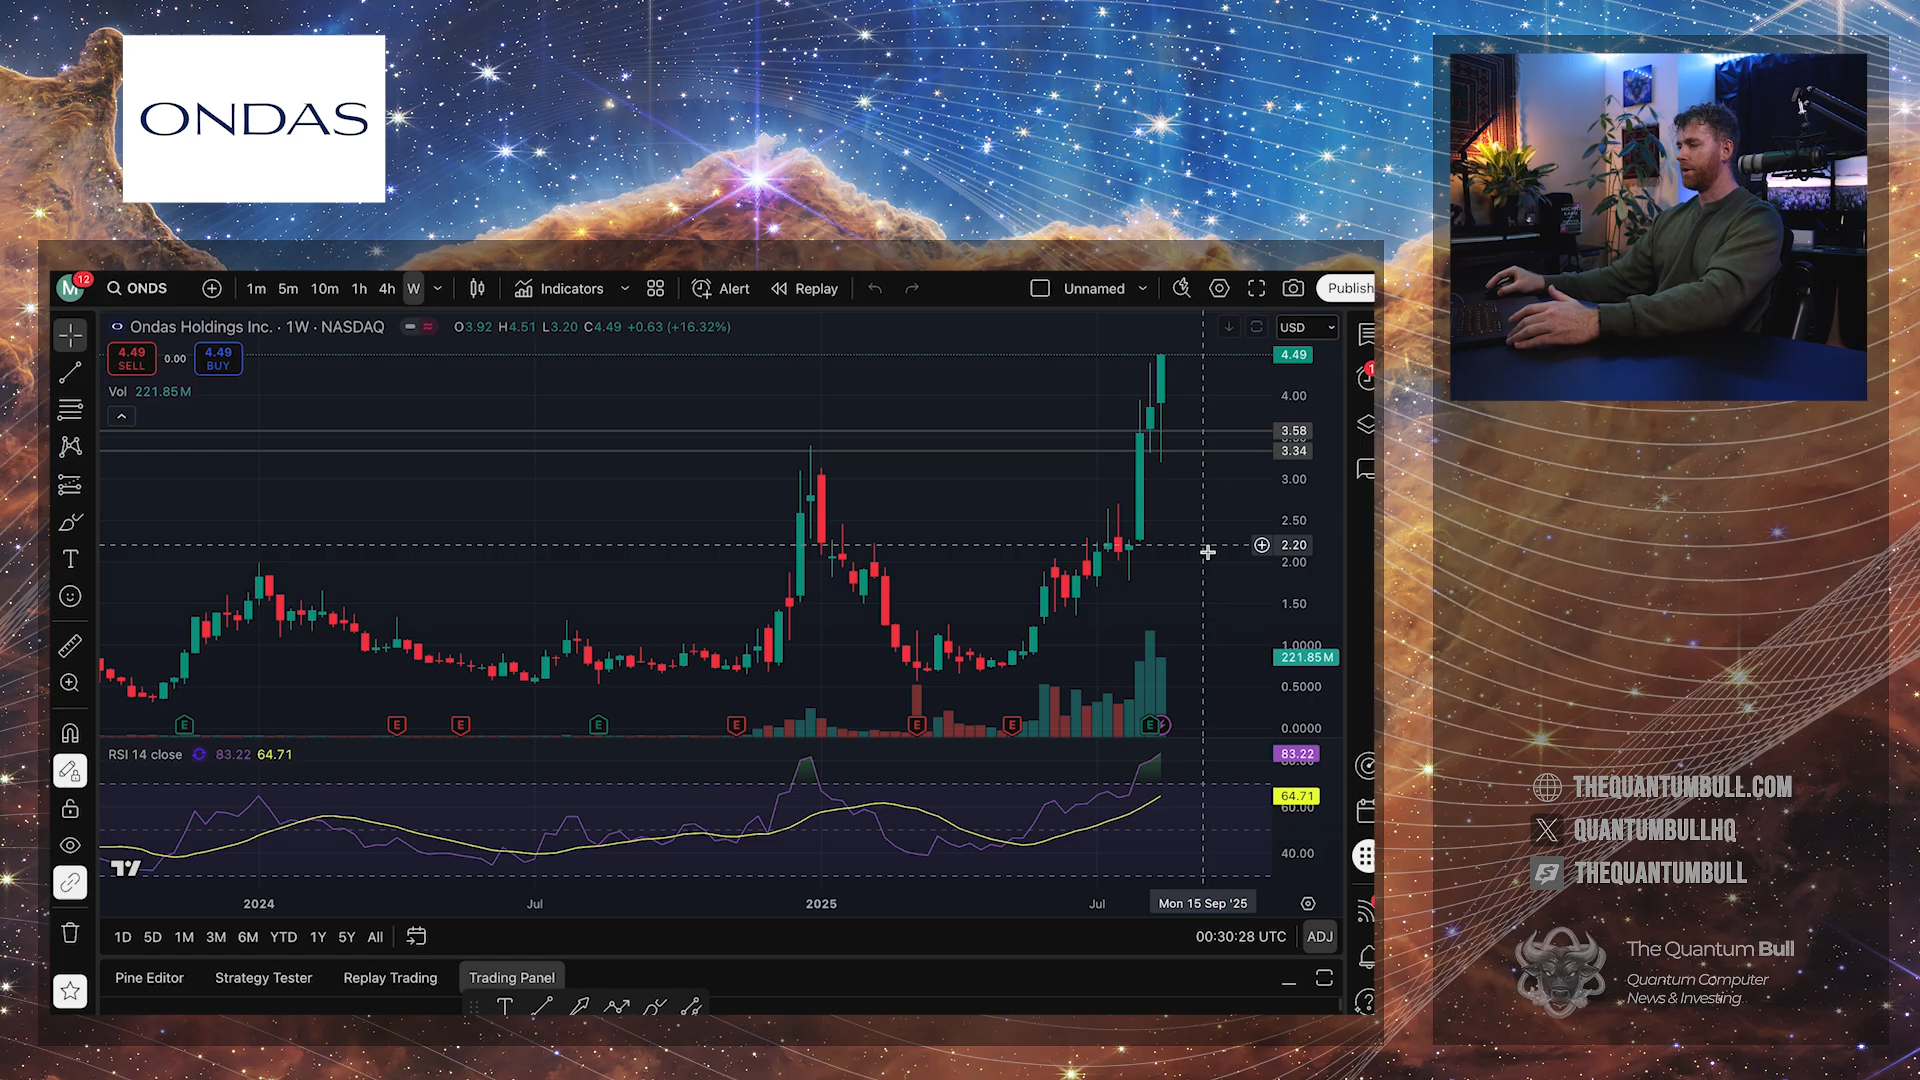 ONDAS
M 12 ONDS 1m 5m 10m 1h 4h W Indicators Alert Replay Unnamed Publish
Ondas Holdings Inc. · 1W · NASDAQ O3.92 H4.51 L3.20 C4.49 +0.63 (+16.32%) USD
4.49 SELL 0.00 4.49 BUY
Vol 221.85M
4.49
4.00
3.58
3.34
3.00
2.50
2.20
2.00
1.50
1.0000
221.85M
0.5000
0.0000
E E E E E E E E
RSI 14 close 83.22 64.71
83.22
64.71
60.00
40.00
2024 Jul 2025 Jul Mon 15 Sep '25
1D 5D 1M 3M 6M YTD 1Y 5Y All 00:30:28 UTC ADJ
Pine Editor Strategy Tester Replay Trading Trading Panel
THEQUANTUMBULL.COM
QUANTUMBULLHQ
THEQUANTUMBULL
The Quantum Bull
Quantum Computer
News & Investing